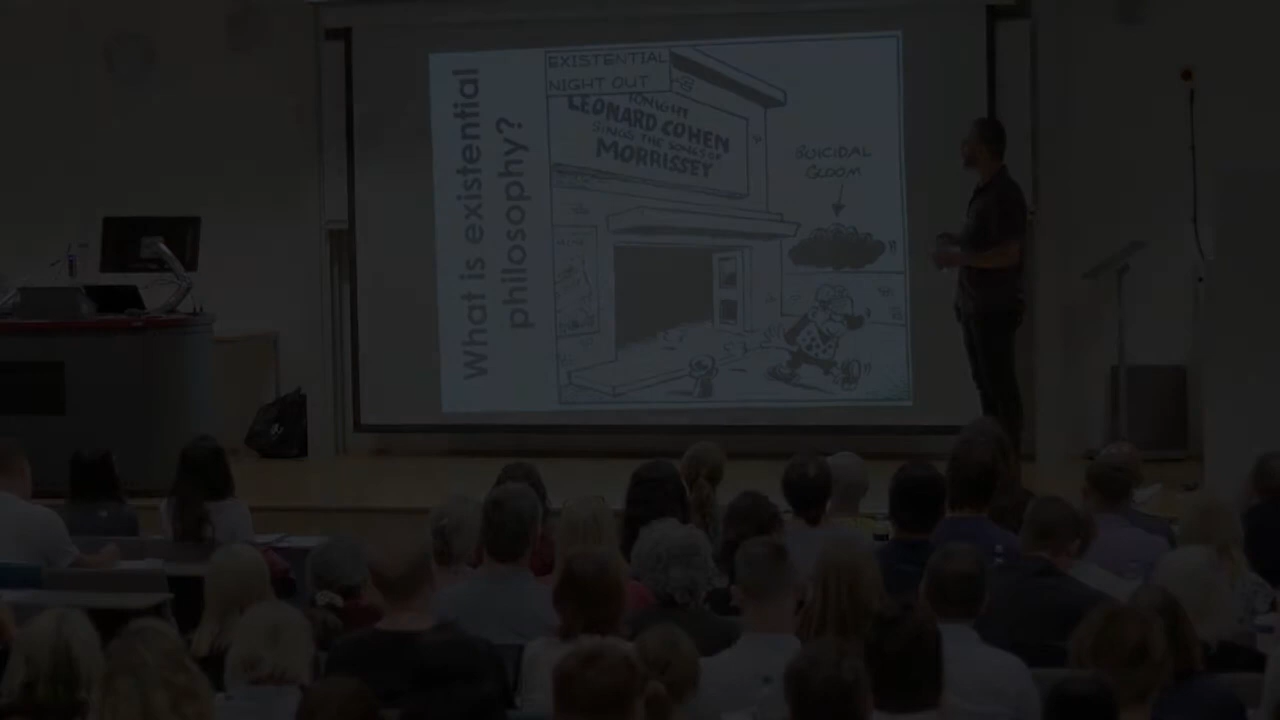 What is existential
philosophy?
EXISTENTIAL
NIGHT OUT
TONIGHT
LEONARD COHEN
SINGS THE SONGS OF
MORRISSEY
SUICIDAL
GLOOM